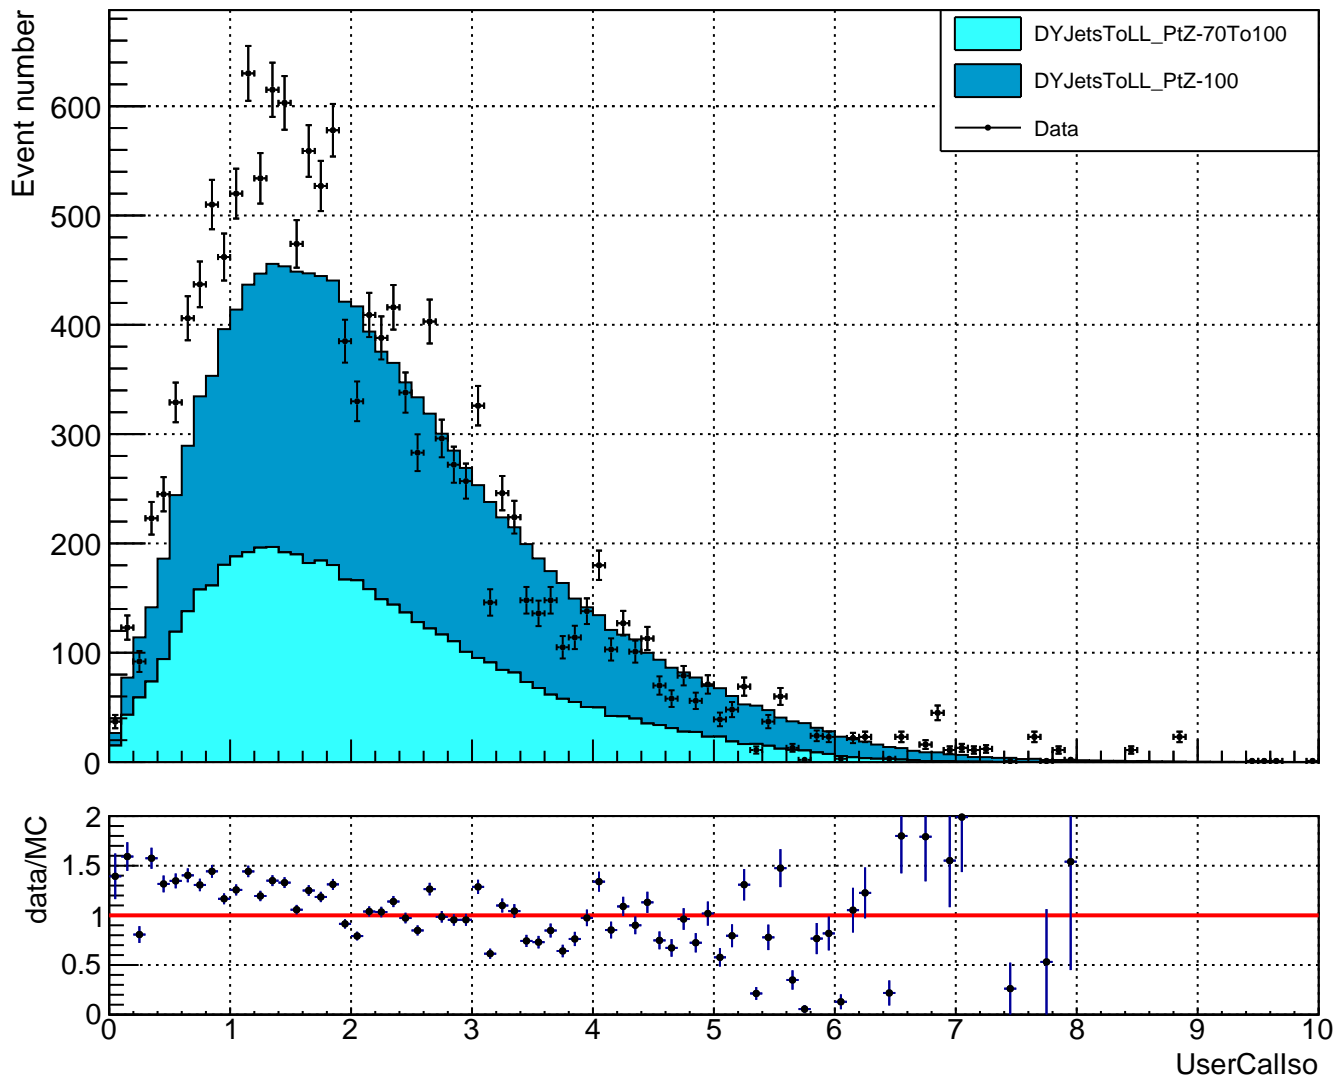 Event number
600
500
400
300
200
100
0
DYJetsToLL_PtZ-70To100
DYJetsToLL_PtZ-100
Data
data/MC
2
1.5
1
0.5
0
0 1 2 3 4 5 6 7 8 9 10
UserCalIso